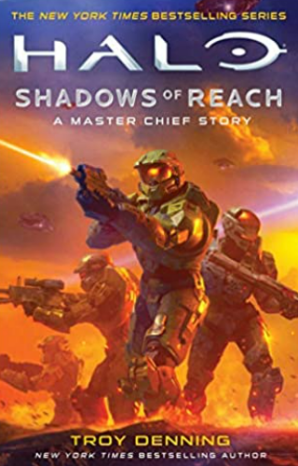 THE NEW YORK TIMES BESTSELLING SERIES
HALO
SHADOWS OF REACH
A MASTER CHIEF STORY
TROY DENNING
NEW YORK TIMES BESTSELLING AUTHOR